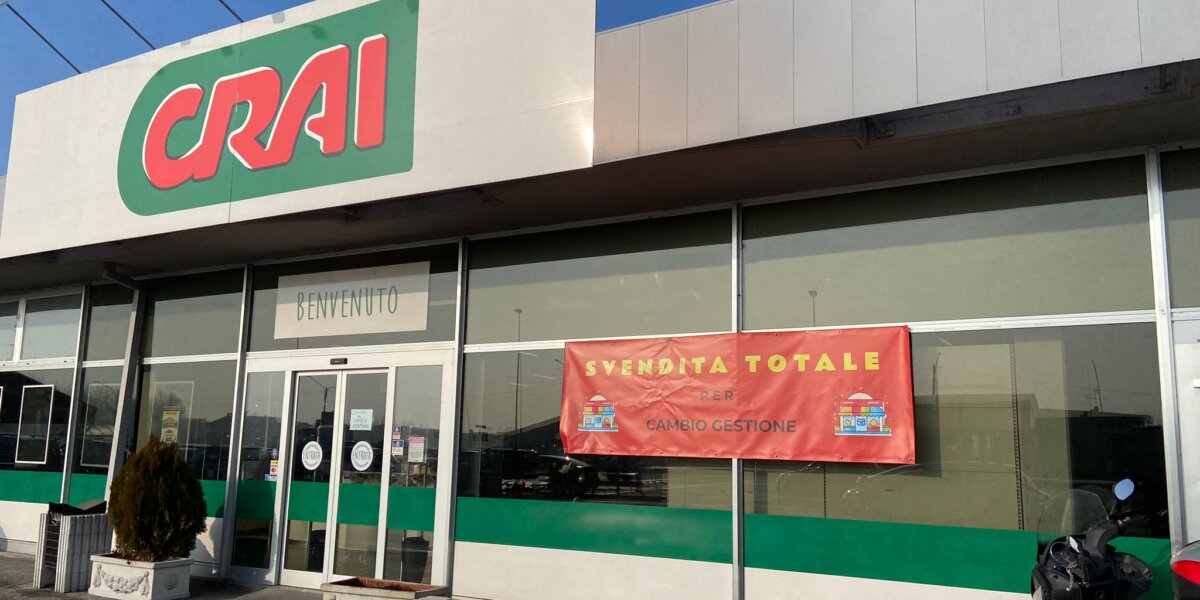 CRAI
BENVENUTO
SVENDITA TOTALE
PER
CAMBIO GESTIONE
ENTRATA
ENTRATA